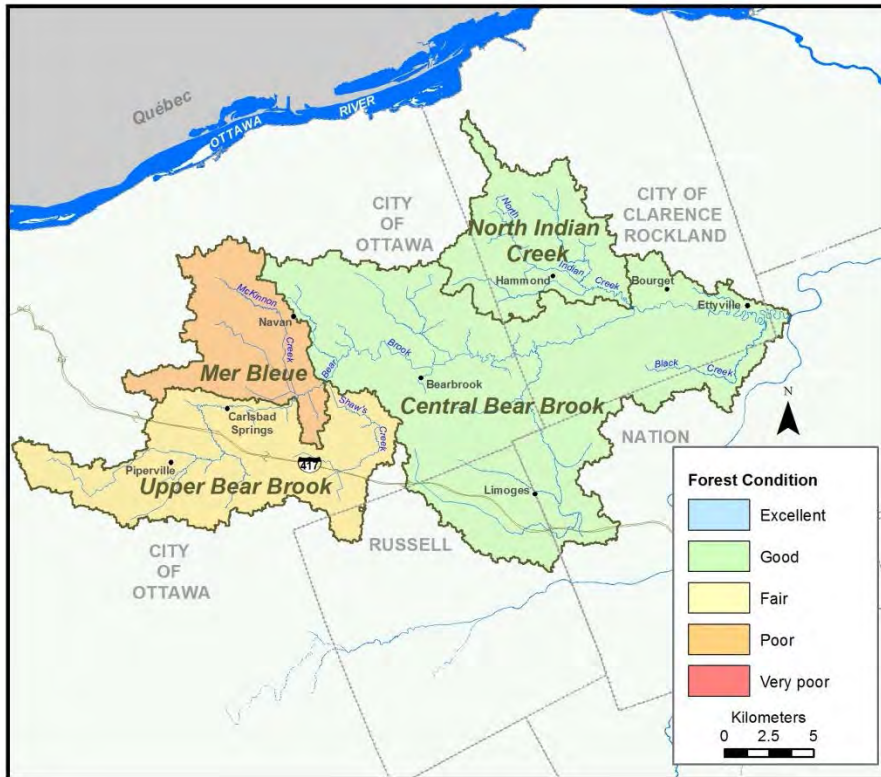 Québec
OTTAWA
RIVER
CITY
OF
OTTAWA
CITY OF
CLARENCE
ROCKLAND
North Indian
Creek
North
Indian
Creek
Hammond
Bourget
Ettyville
McKinnon
Creek
Navan
Mer Bleue
Bear
Brook
Bearbrook
Black
Creek
Central Bear Brook
Shaw's
Creek
Carlsbad
Springs
Piperville
417
Upper Bear Brook
Limoges
NATION
RUSSELL
CITY
OF
OTTAWA
N
Forest Condition
Excellent
Good
Fair
Poor
Very poor
Kilometers
0 2.5 5